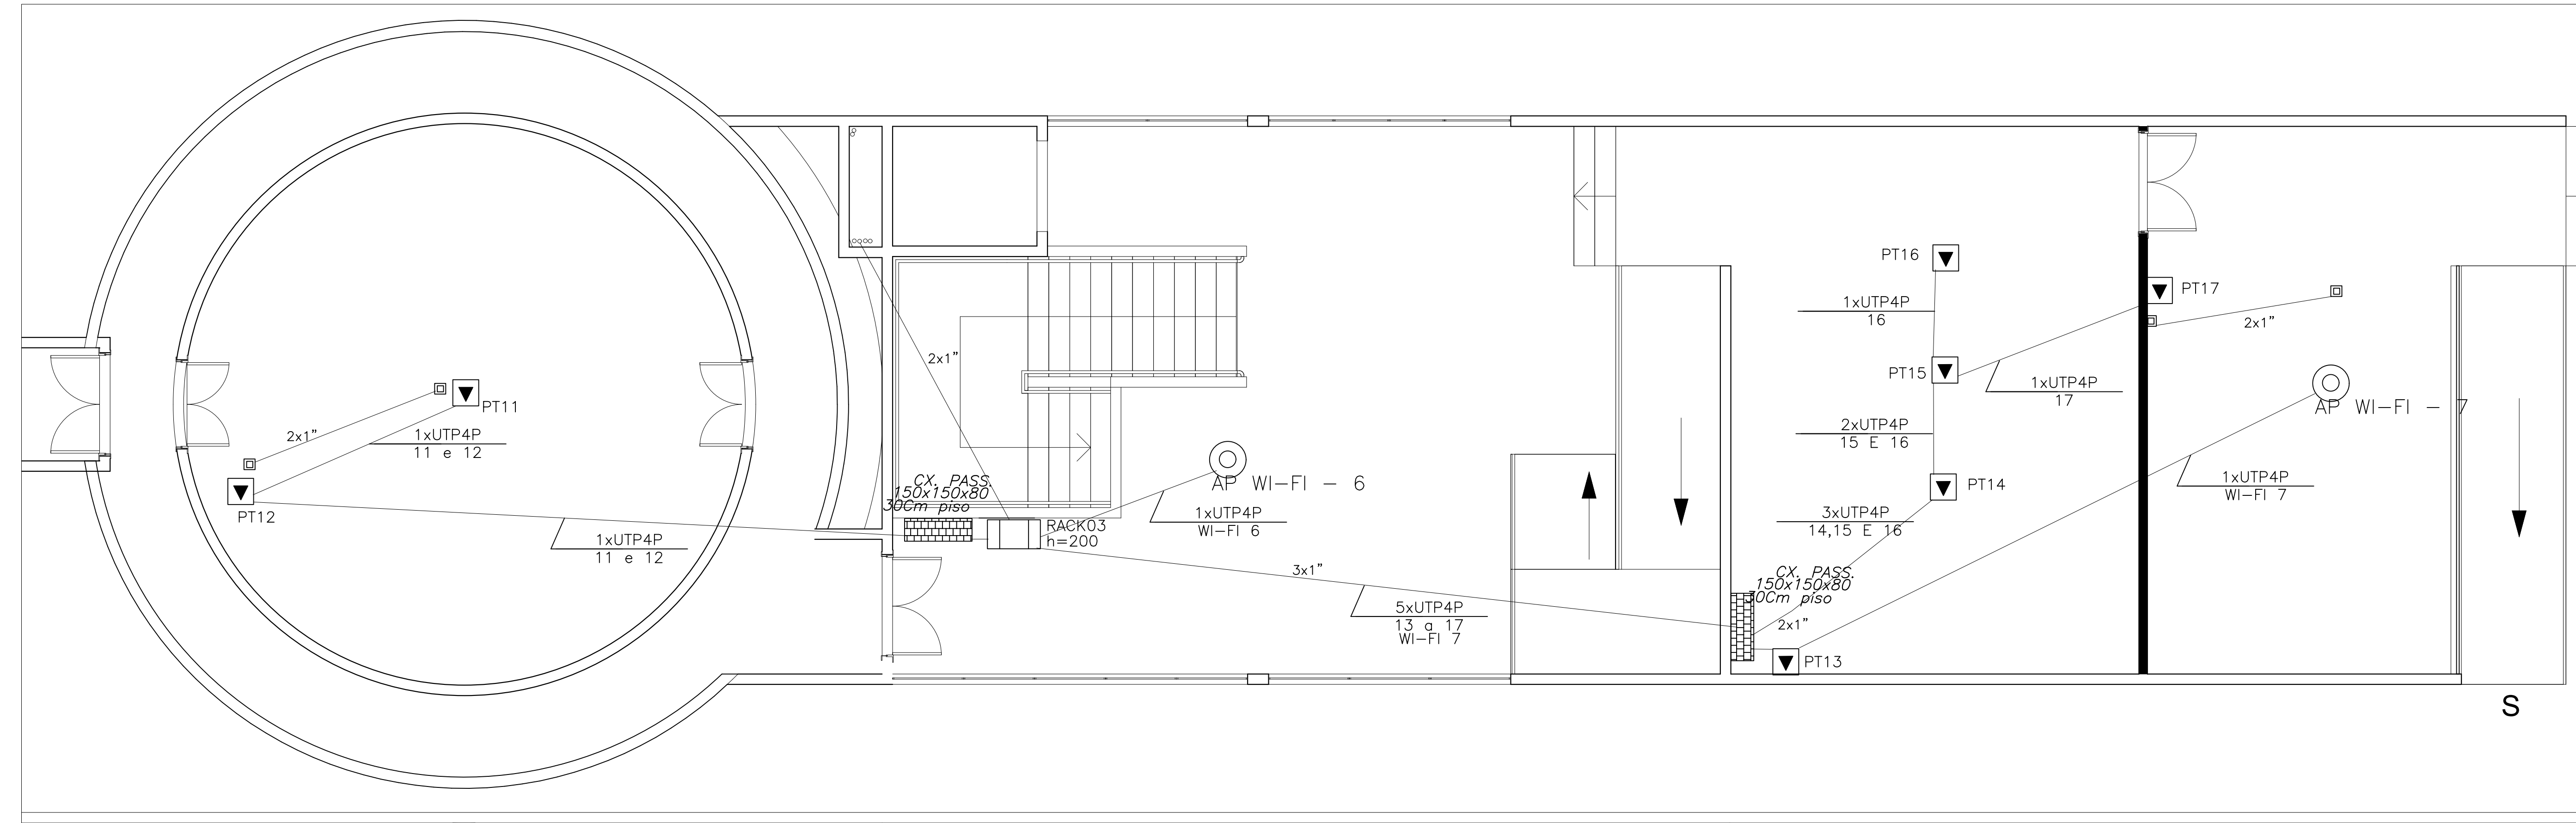 PT11
2x1"
1xUTP4P
11 e 12
PT12
1xUTP4P
11 e 12
2x1"
CX. PASS.
150x150x80
30Cm piso
RACK03
h=200
AP WI-FI - 6
1xUTP4P
WI-FI 6
3x1"
5xUTP4P
13 a 17
WI-FI 7
PT16
1xUTP4P
16
PT15
2xUTP4P
15 E 16
PT14
3xUTP4P
14,15 E 16
CX. PASS.
150x150x80
30Cm piso
2x1"
PT13
PT17
2x1"
1xUTP4P
17
AP WI-FI - 7
1xUTP4P
WI-FI 7
S